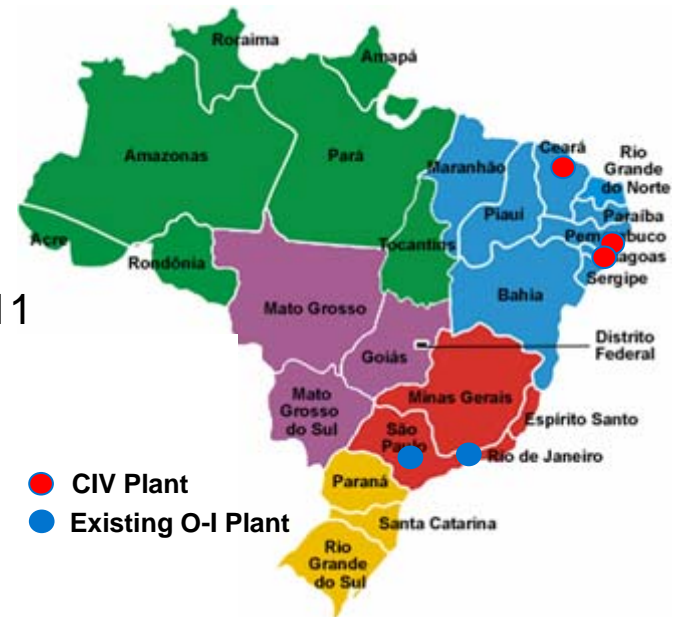 Roraima
Amapá
Amazonas
Pará
Maranhão
Ceará
Rio
Grande
do Norte
Piauí
Paraíba
Pernambuco
Alagoas
Sergipe
Acre
Rondônia
Tocantins
Bahia
11
Mato Grosso
Goiás
Distrito
Federal
Mato
Grosso
do Sul
Minas Gerais
Espírito Santo
São
Paulo
Rio de Janeiro
CIV Plant
Paraná
Existing O-I Plant
Santa Catarina
Rio
Grande
do Sul